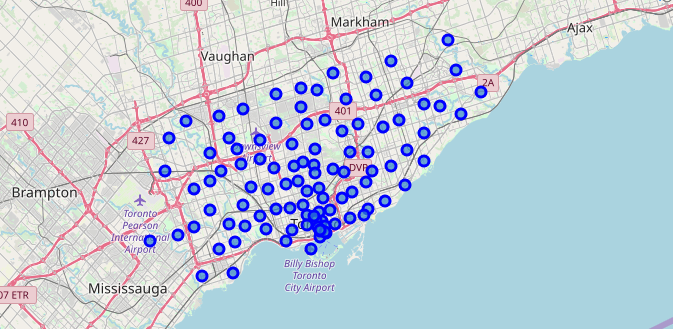 400
Hill
Markham
Ajax
Vaughan
2A
401
410
427
DVP
Brampton
Toronto
Pearson
International
Airport
Billy Bishop
Toronto
City Airport
07 ETR
Mississauga